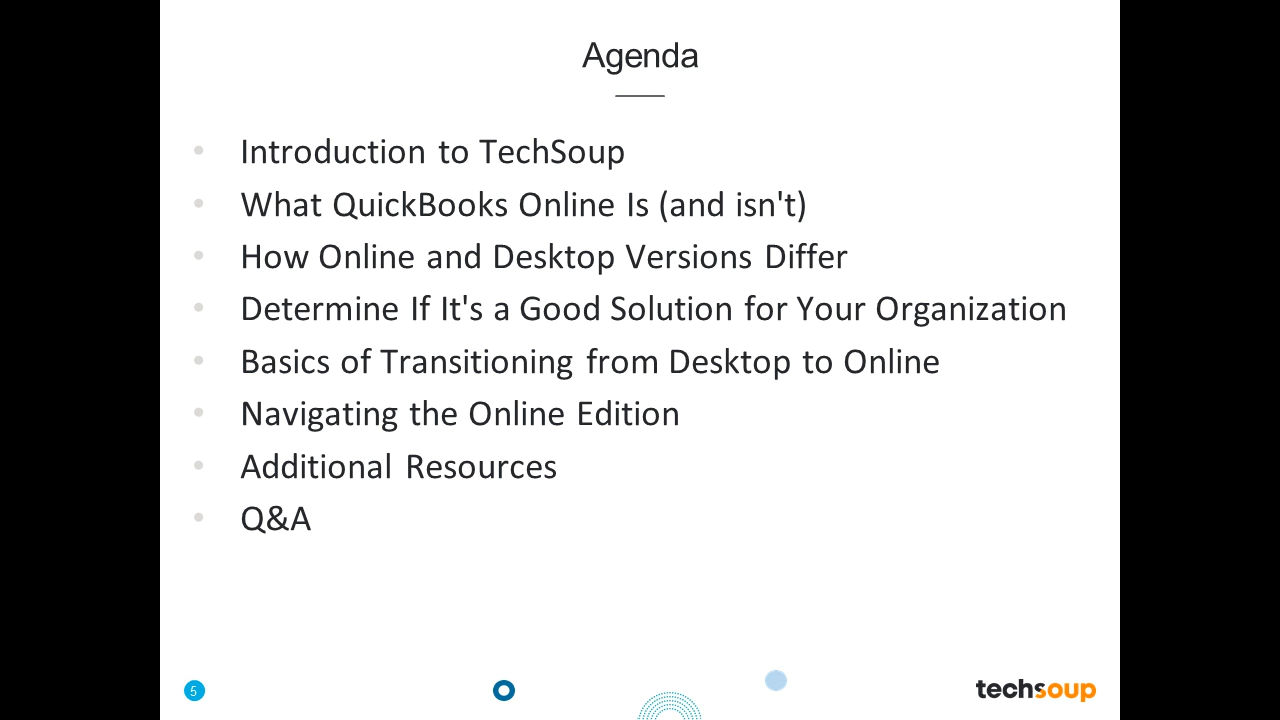 Agenda
• Introduction to TechSoup
• What QuickBooks Online Is (and isn't)
• How Online and Desktop Versions Differ
• Determine If It's a Good Solution for Your Organization
• Basics of Transitioning from Desktop to Online
• Navigating the Online Edition
• Additional Resources
• Q&A
5
techsoup